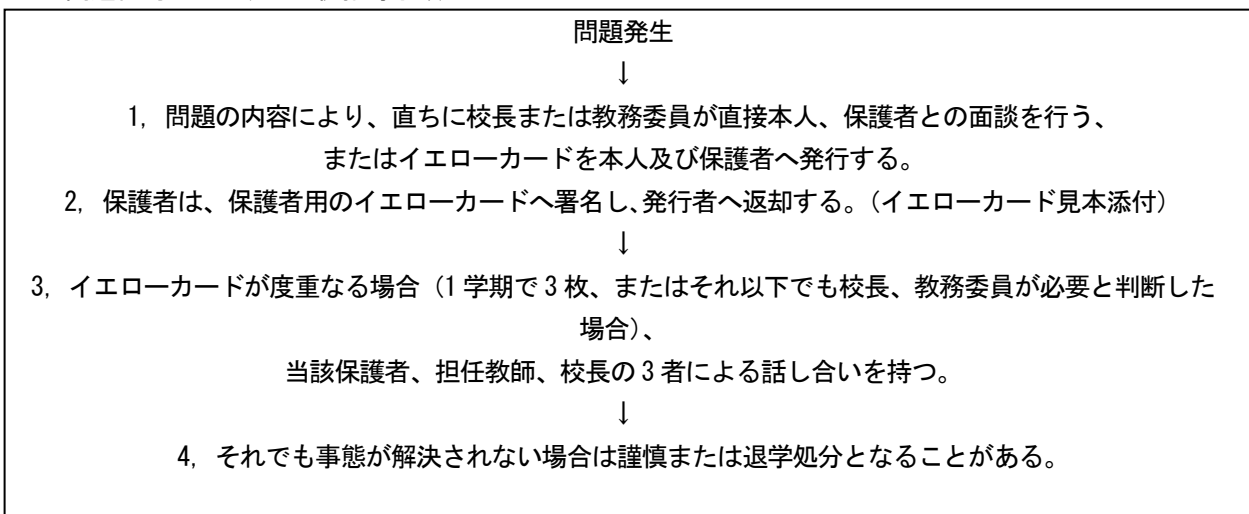 問題発生
↓
1, 問題の内容により、直ちに校長または教務委員が直接本人、保護者との面談を行う、
またはイエローカードを本人及び保護者へ発行する。
2, 保護者は、保護者用のイエローカードへ署名し、発行者へ返却する。（イエローカード見本添付）
↓
3, イエローカードが度重なる場合（1学期で3枚、またはそれ以下でも校長、教務委員が必要と判断した
場合）、
当該保護者、担任教師、校長の3者による話し合いを持つ。
↓
4, それでも事態が解決されない場合は謹慎または退学処分となることがある。